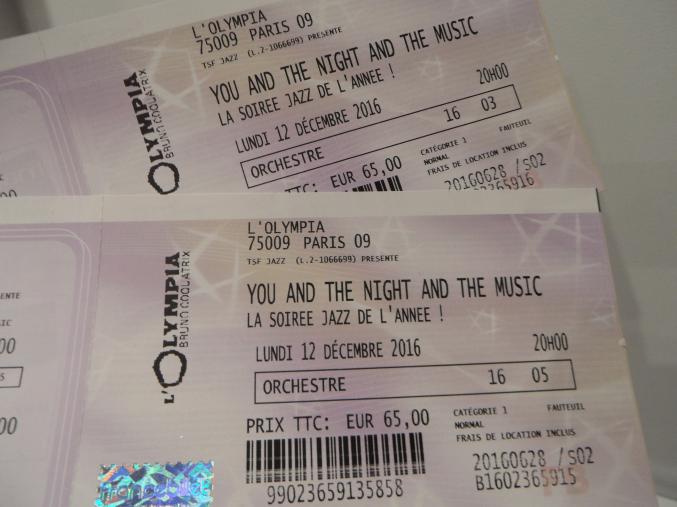 L'OLYMPIA
75009 PARIS 09
TSF JAZZ (L.2-1066699) PRESENTE
YOU AND THE NIGHT AND THE MUSIC
LA SOIREE JAZZ DE L'ANNEE !
LUNDI 12 DÉCEMBRE 2016 20H00
ORCHESTRE 16 03
TTC: EUR 65,00
CATÉGORIE 1 FAUTEUIL
NORMAL
FRAIS DE LOCATION INCLUS
20160628 /S02
OLYMPIA
BRUNO COQUATRIX
L'OLYMPIA
75009 PARIS 09
TSF JAZZ (L.2-1066699) PRESENTE
YOU AND THE NIGHT AND THE MUSIC
LA SOIREE JAZZ DE L'ANNEE !
LUNDI 12 DÉCEMBRE 2016 20H00
ORCHESTRE 16 05
PRIX TTC: EUR 65,00
CATÉGORIE 1 FAUTEUIL
NORMAL
FRAIS DE LOCATION INCLUS
20160628 /S02
B1602365915
99023659135858
L'OLYMPIA
BRUNO COQUATRIX